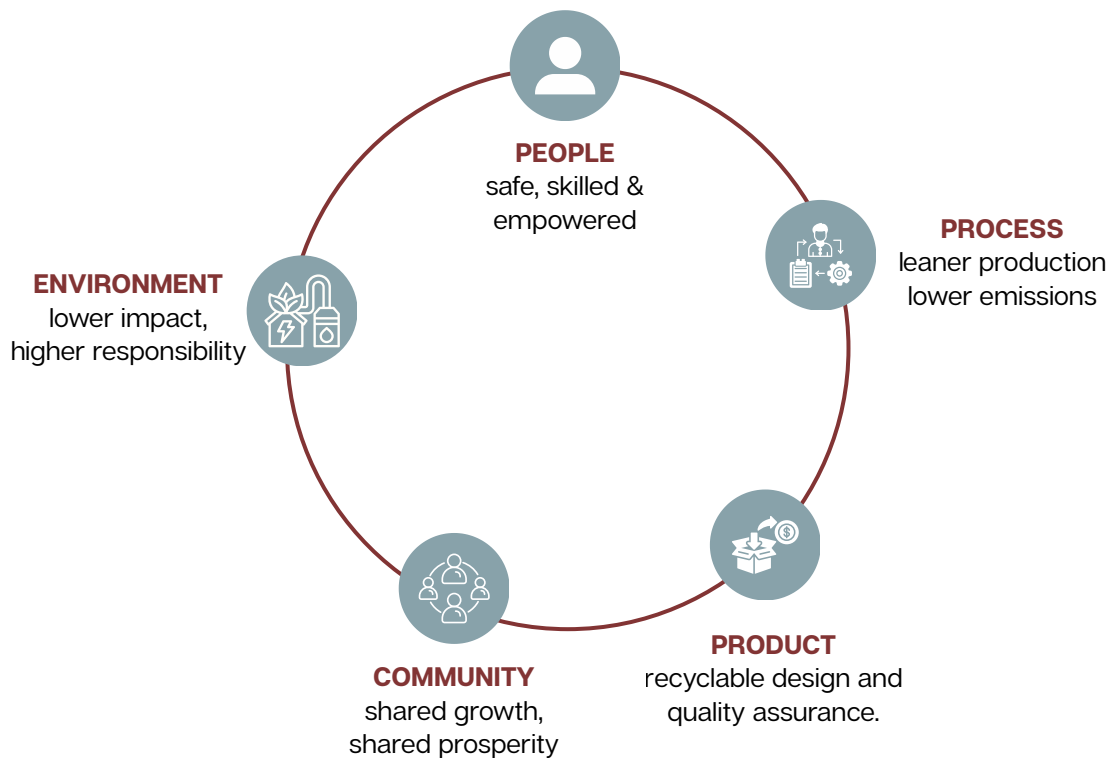 PEOPLE
safe, skilled &
empowered
PROCESS
leaner production
lower emissions
PRODUCT
recyclable design and
quality assurance.
COMMUNITY
shared growth,
shared prosperity
ENVIRONMENT
lower impact,
higher responsibility
$